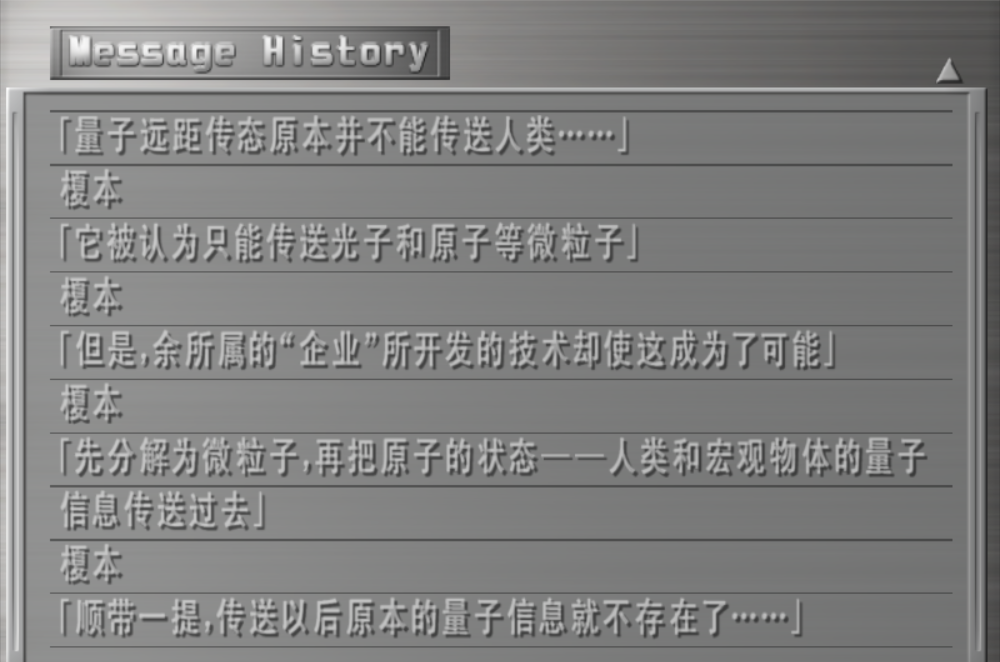 Message History
「量子远距传态原本并不能传送人类……」
榎本
「它被认为只能传送光子和原子等微粒子」
榎本
「但是,余所属的“企业”所开发的技术却使这成为了可能」
榎本
「先分解为微粒子,再把原子的状态——人类和宏观物体的量子
信息传送过去」
榎本
「顺带一提,传送以后原本的量子信息就不存在了……」